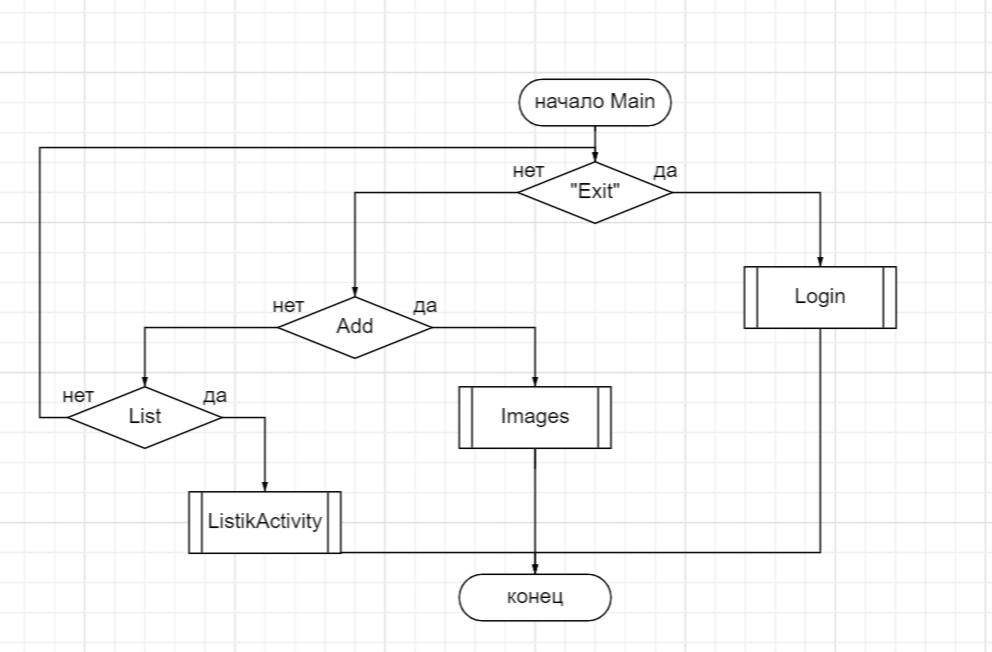 начало Main
нет
да
"Exit"
Login
нет
да
Add
нет
да
List
Images
ListikActivity
конец